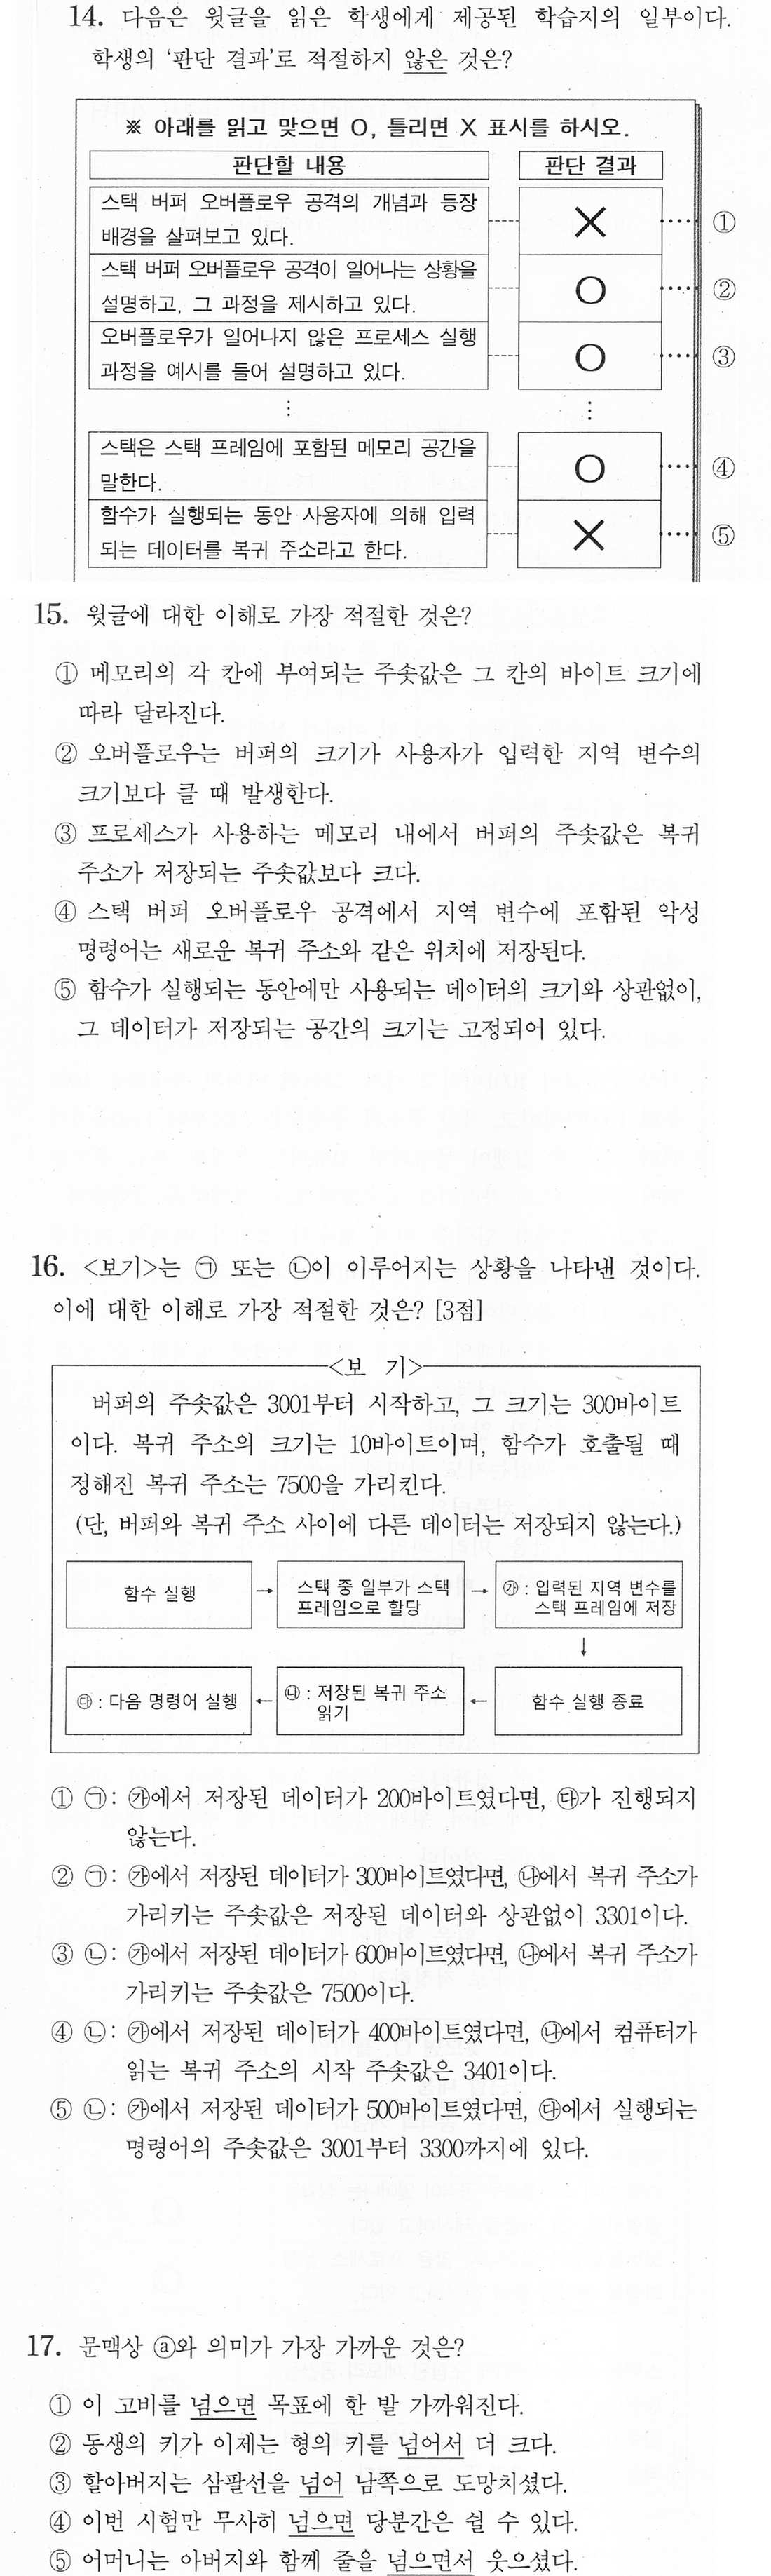 14. 다음은 윗글을 읽은 학생에게 제공된 학습지의 일부이다.
학생의 '판단 결과'로 적절하지 않은 것은?
※ 아래를 읽고 맞으면 O, 틀리면 X 표시를 하시오.
판단할 내용 판단 결과
스택 버퍼 오버플로우 공격의 개념과 등장
배경을 살펴보고 있다. X ····· ①
스택 버퍼 오버플로우 공격이 일어나는 상황을
설명하고, 그 과정을 제시하고 있다. O ····· ②
오버플로우가 일어나지 않은 프로세스 실행
과정을 예시를 들어 설명하고 있다. O ····· ③
⋮ ⋮
스택은 스택 프레임에 포함된 메모리 공간을
말한다. O ····· ④
함수가 실행되는 동안 사용자에 의해 입력
되는 데이터를 복귀 주소라고 한다. X ····· ⑤
15. 윗글에 대한 이해로 가장 적절한 것은?
① 메모리의 각 칸에 부여되는 주솟값은 그 칸의 바이트 크기에
따라 달라진다.
② 오버플로우는 버퍼의 크기가 사용자가 입력한 지역 변수의
크기보다 클 때 발생한다.
③ 프로세스가 사용하는 메모리 내에서 버퍼의 주솟값은 복귀
주소가 저장되는 주솟값보다 크다.
④ 스택 버퍼 오버플로우 공격에서 지역 변수에 포함된 악성
명령어는 새로운 복귀 주소와 같은 위치에 저장된다.
⑤ 함수가 실행되는 동안에만 사용되는 데이터의 크기와 상관없이,
그 데이터가 저장되는 공간의 크기는 고정되어 있다.
16. <보기>는 ㉠ 또는 ㉡이 이루어지는 상황을 나타낸 것이다.
이에 대한 이해로 가장 적절한 것은? [3점]
<보 기>
버퍼의 주솟값은 3001부터 시작하고, 그 크기는 300바이트
이다. 복귀 주소의 크기는 10바이트이며, 함수가 호출될 때
정해진 복귀 주소는 7500을 가리킨다.
(단, 버퍼와 복귀 주소 사이에 다른 데이터는 저장되지 않는다.)
함수 실행 → 스택 중 일부가 스택 프레임으로 할당 → ㉮ : 입력된 지역 변수를 스택 프레임에 저장
↓
㉰ : 다음 명령어 실행 ← ㉯ : 저장된 복귀 주소 읽기 ← 함수 실행 종료
① ㉠: ㉮에서 저장된 데이터가 200바이트였다면, ㉰가 진행되지
않는다.
② ㉠: ㉮에서 저장된 데이터가 300바이트였다면, ㉯에서 복귀 주소가
가리키는 주솟값은 저장된 데이터와 상관없이 3301이다.
③ ㉡: ㉮에서 저장된 데이터가 600바이트였다면, ㉯에서 복귀 주소가
가리키는 주솟값은 7500이다.
④ ㉡: ㉮에서 저장된 데이터가 400바이트였다면, ㉯에서 컴퓨터가
읽는 복귀 주소의 시작 주솟값은 3401이다.
⑤ ㉡: ㉮에서 저장된 데이터가 500바이트였다면, ㉰에서 실행되는
명령어의 주솟값은 3001부터 3300까지에 있다.
17. 문맥상 ⓐ와 의미가 가장 가까운 것은?
① 이 고비를 넘으면 목표에 한 발 가까워진다.
② 동생의 키가 이제는 형의 키를 넘어서 더 크다.
③ 할아버지는 삼팔선을 넘어 남쪽으로 도망치셨다.
④ 이번 시험만 무사히 넘으면 당분간은 쉴 수 있다.
⑤ 어머니는 아버지와 함께 줄을 넘으면서 웃으셨다.